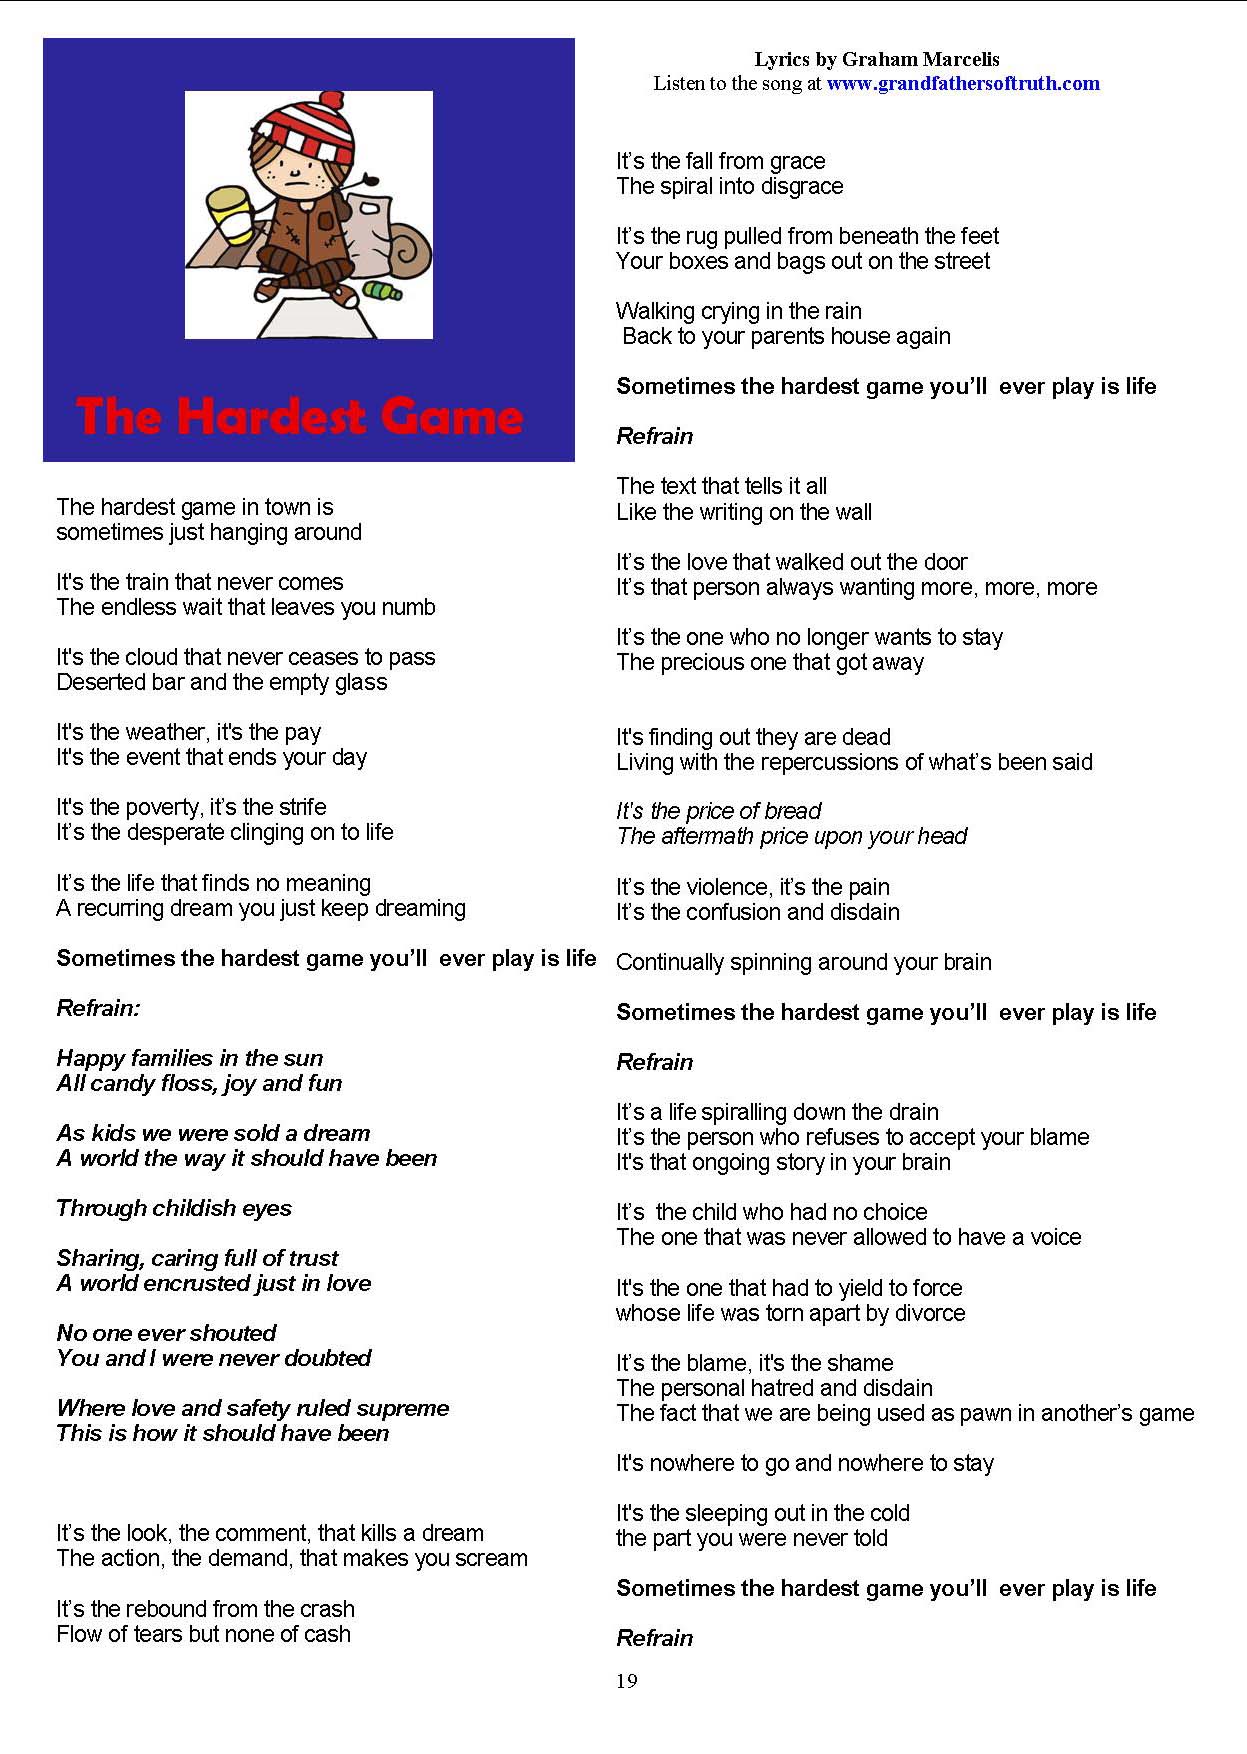 The Hardest Game
The hardest game in town is
sometimes just hanging around
It's the train that never comes
The endless wait that leaves you numb
It's the cloud that never ceases to pass
Deserted bar and the empty glass
It's the weather, it's the pay
It's the event that ends your day
It's the poverty, it’s the strife
It’s the desperate clinging on to life
It’s the life that finds no meaning
A recurring dream you just keep dreaming
Sometimes the hardest game you’ll ever play is life
Refrain:
Happy families in the sun
All candy floss, joy and fun
As kids we were sold a dream
A world the way it should have been
Through childish eyes
Sharing, caring full of trust
A world encrusted just in love
No one ever shouted
You and I were never doubted
Where love and safety ruled supreme
This is how it should have been
It’s the look, the comment, that kills a dream
The action, the demand, that makes you scream
It’s the rebound from the crash
Flow of tears but none of cash
Lyrics by Graham Marcelis
Listen to the song at www.grandfathersoftruth.com
It’s the fall from grace
The spiral into disgrace
It’s the rug pulled from beneath the feet
Your boxes and bags out on the street
Walking crying in the rain
Back to your parents house again
Sometimes the hardest game you’ll ever play is life
Refrain
The text that tells it all
Like the writing on the wall
It’s the love that walked out the door
It’s that person always wanting more, more, more
It’s the one who no longer wants to stay
The precious one that got away
It's finding out they are dead
Living with the repercussions of what’s been said
It's the price of bread
The aftermath price upon your head
It’s the violence, it’s the pain
It’s the confusion and disdain
Continually spinning around your brain
Sometimes the hardest game you’ll ever play is life
Refrain
It’s a life spiralling down the drain
It’s the person who refuses to accept your blame
It's that ongoing story in your brain
It’s the child who had no choice
The one that was never allowed to have a voice
It's the one that had to yield to force
whose life was torn apart by divorce
It’s the blame, it's the shame
The personal hatred and disdain
The fact that we are being used as pawn in another’s game
It's nowhere to go and nowhere to stay
It's the sleeping out in the cold
the part you were never told
Sometimes the hardest game you’ll ever play is life
Refrain
19